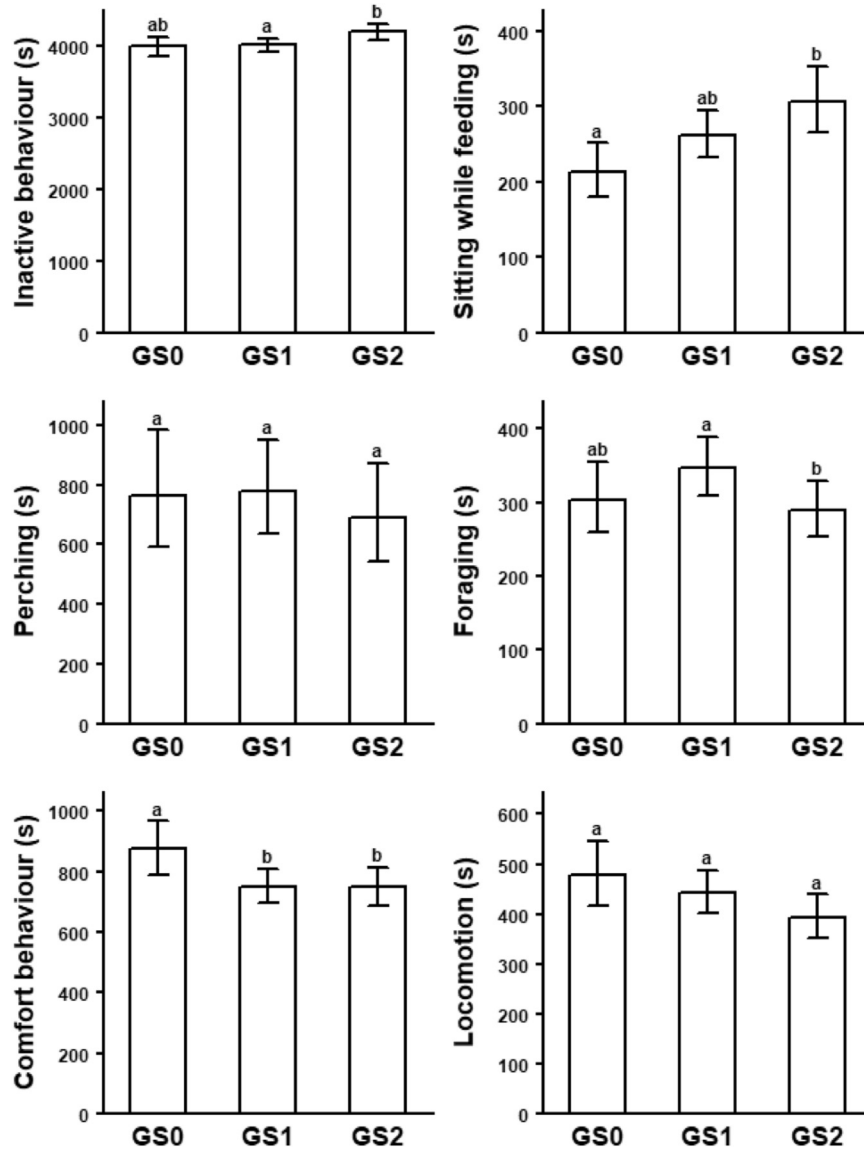 Inactive behaviour (s)
4000
3000
2000
1000
0
ab
a
b
GS0 GS1 GS2
Sitting while feeding (s)
400
300
200
100
0
a
ab
b
GS0 GS1 GS2
Perching (s)
1000
800
600
400
200
0
a
a
a
GS0 GS1 GS2
Foraging (s)
400
300
200
100
0
ab
a
b
GS0 GS1 GS2
Comfort behaviour (s)
1000
800
600
400
200
0
a
b
b
GS0 GS1 GS2
Locomotion (s)
600
500
400
300
200
100
0
a
a
a
GS0 GS1 GS2